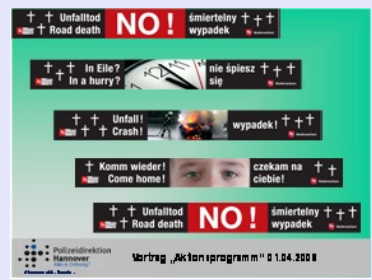 Unfalltod
Road death
NO!
śmiertelny
wypadek
In Eile?
In a hurry?
nie śpiesz
się
Unfall!
Crash!
wypadek!
Komm wieder!
Come home!
czekam na
ciebie!
Unfalltod
Road death
NO!
śmiertelny
wypadek
Polizeidirektion
Hannover
Vortrag „Aktionsprogramm“ 01.04.2008